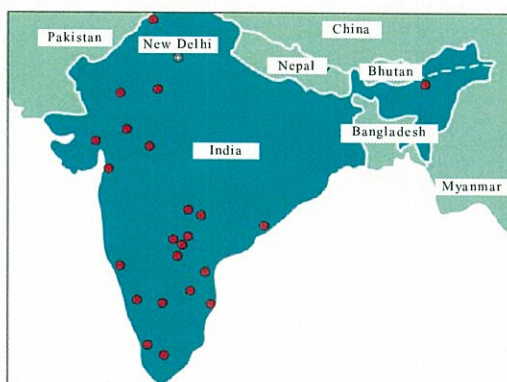 China
Pakistan
New Delhi
Nepal
Bhutan
Bangladesh
India
Myanmar